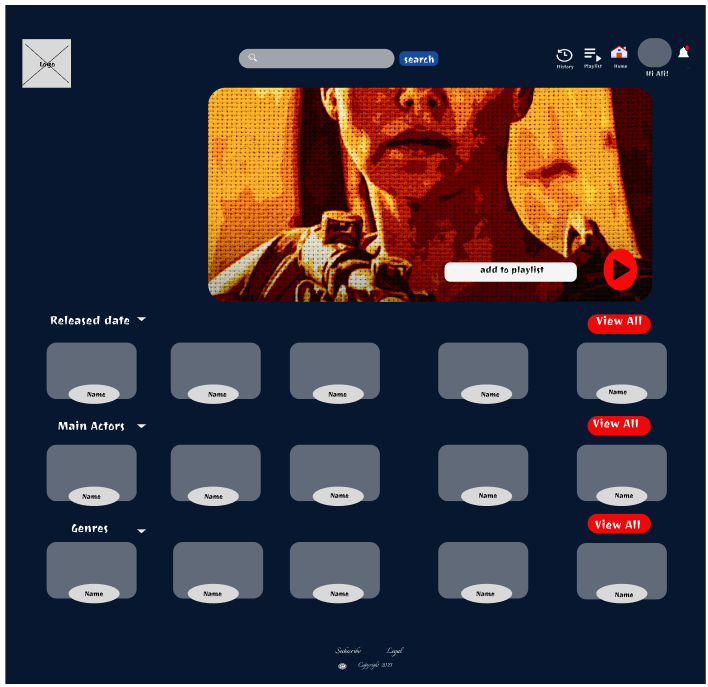 Logo
search
History
Playlist
Home
Hi Ali!
add to playlist
Released date
View All
Name
Name
Name
Name
Name
Main Actors
View All
Name
Name
Name
Name
Name
Genres
View All
Name
Name
Name
Name
Name
Subscribe Legal
Copyright 2023